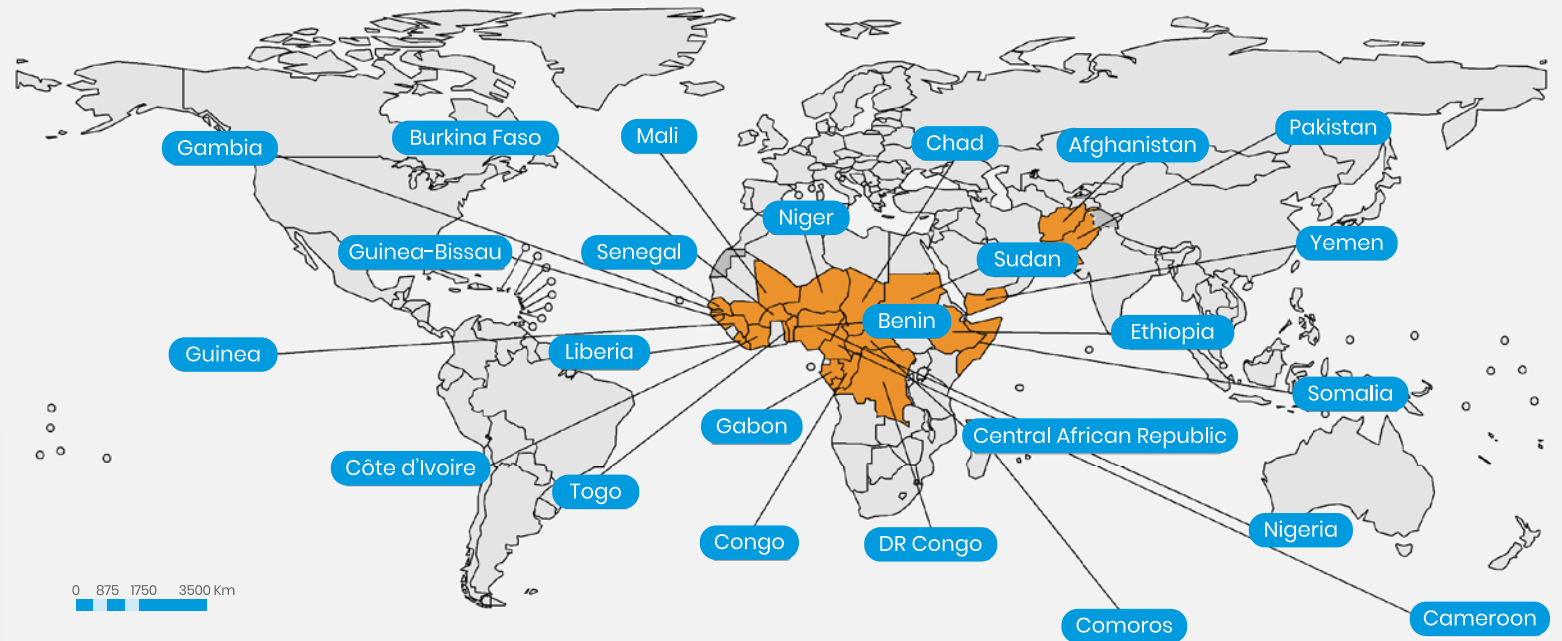 Pakistan
Burkina Faso
Mali
Chad
Afghanistan
Gambia
Niger
Yemen
Guinea-Bissau
Senegal
Sudan
Benin
Ethiopia
Guinea
Liberia
Somalia
Gabon
Central African Republic
Côte d'Ivoire
Togo
Nigeria
Congo
DR Congo
0 875 1750 3500 Km
Cameroon
Comoros